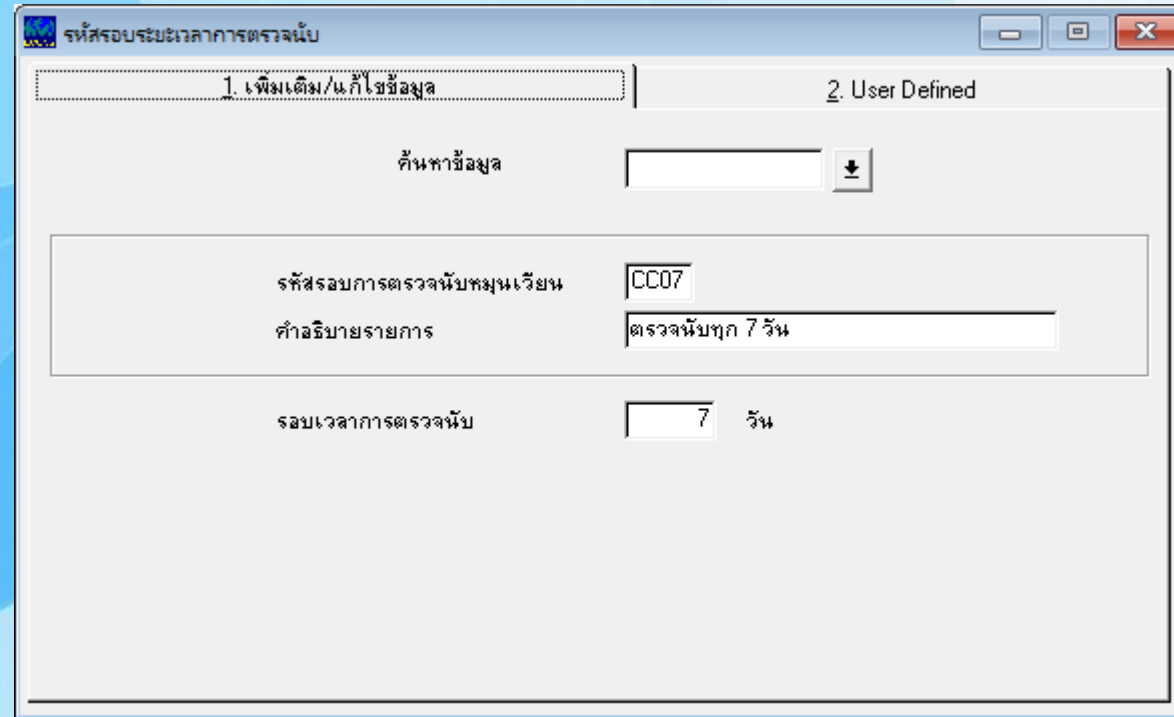 รหัสรอบระยะเวลาการตรวจนับ
1. เพิ่มเติม/แก้ไขข้อมูล
2. User Defined
ค้นหาข้อมูล
รหัสรอบการตรวจนับหมุนเวียน CC07
คำอธิบายรายการ ตรวจนับทุก 7 วัน
รอบเวลาการตรวจนับ 7 วัน